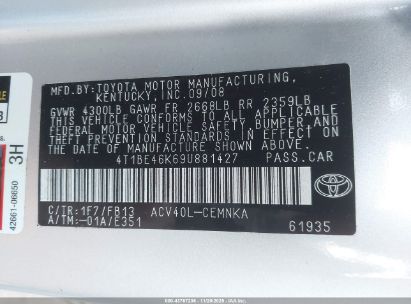 MFD.BY:TOYOTA MOTOR MANUFACTURING,
KENTUCKY, INC.09/08
GVWR 4300LB GAWR FR 2668LB RR 2359LB
THIS VEHICLE CONFORMS TO ALL APPLICABLE
FEDERAL MOTOR VEHICLE SAFETY, BUMPER, AND
THEFT PREVENTION STANDARDS IN EFFECT ON
THE DATE OF MANUFACTURE SHOWN ABOVE.
4T1BE46K69U881427 PASS.CAR
C/TR:1F7/FB13 ACV40L-CEMNKA
A/TM:-01A/E351 61935
TOYOTA
42661-06650
3H